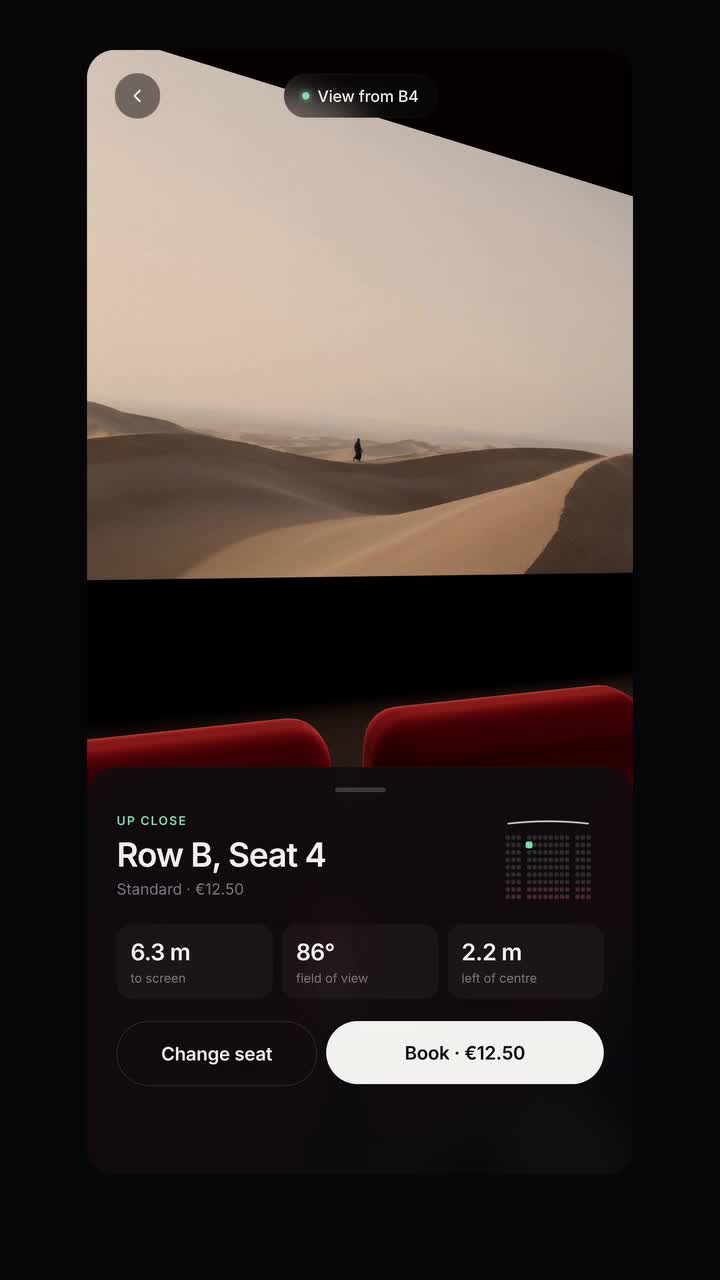 View from B4
UP CLOSE
Row B, Seat 4
Standard · €12.50
6.3 m
to screen
86°
field of view
2.2 m
left of centre
Change seat
Book · €12.50